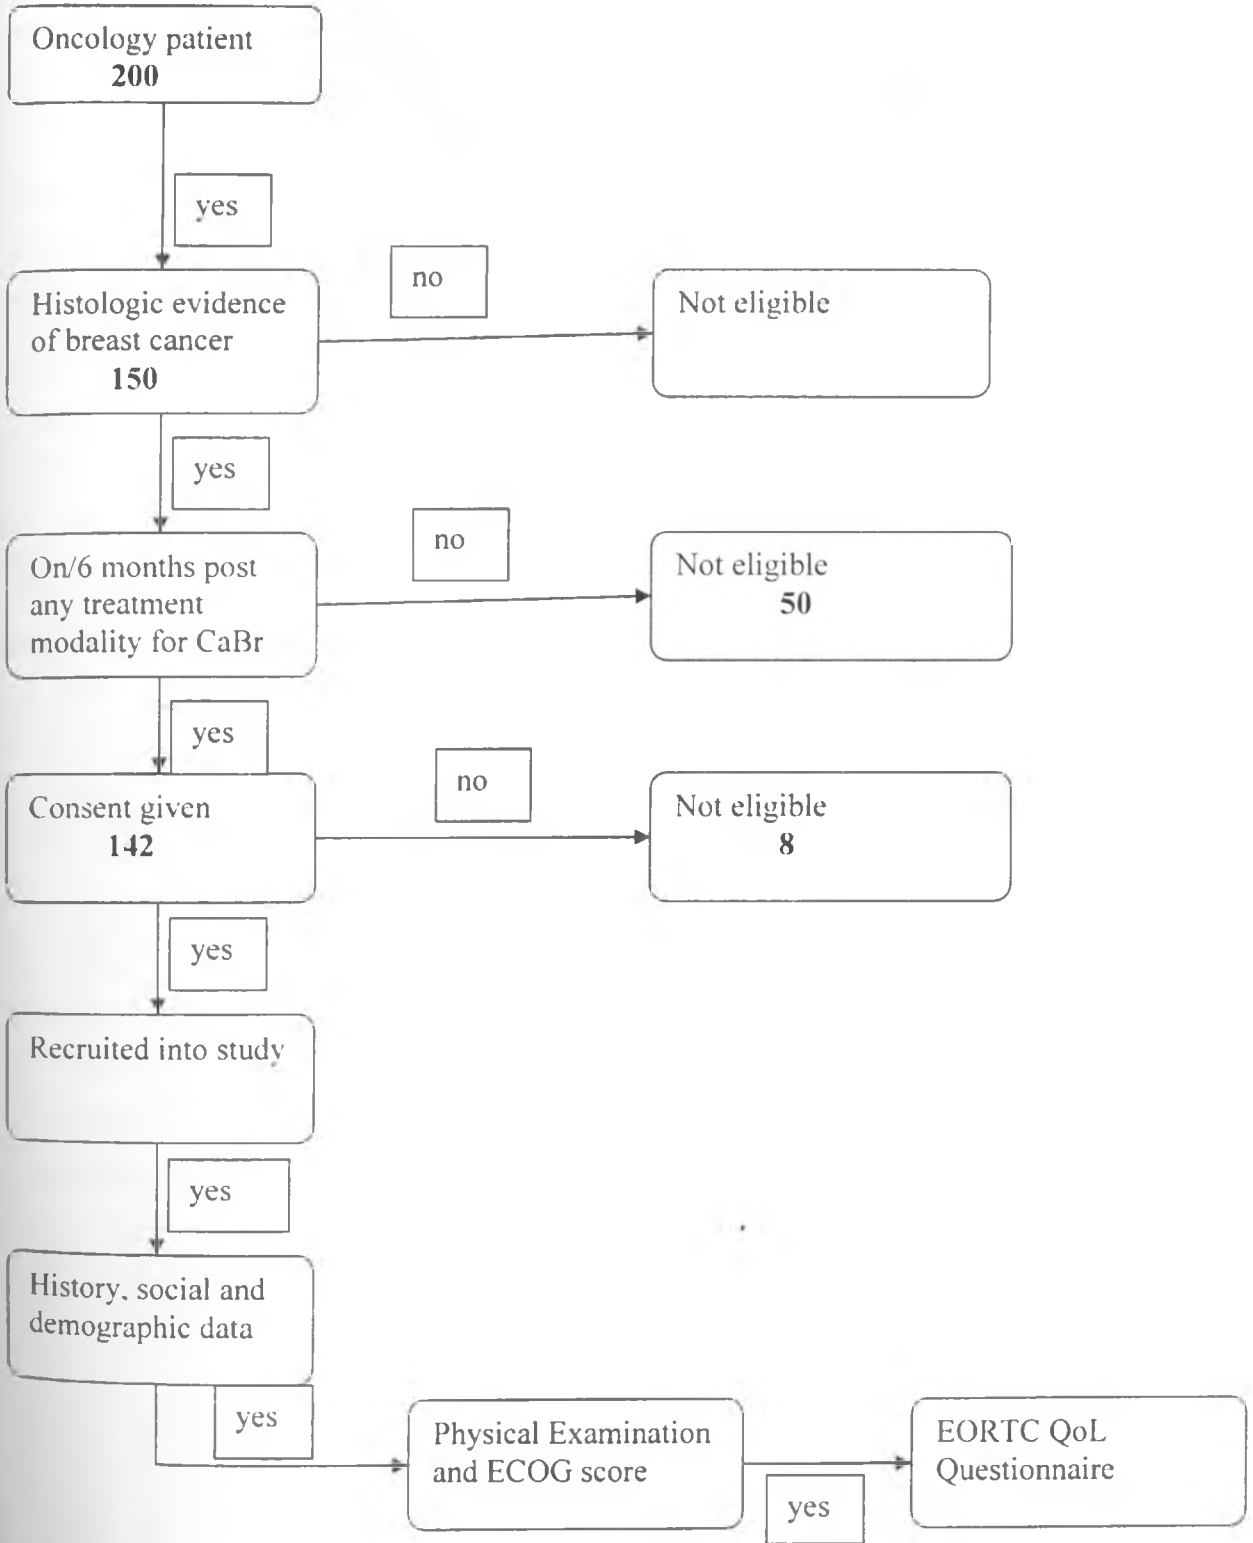 Oncology patient
200
yes
no
Histologic evidence
of breast cancer
150
Not eligible
yes
no
On/6 months post
any treatment
modality for CaBr
Not eligible
50
yes
no
Consent given
142
Not eligible
8
yes
Recruited into study
yes
History, social and
demographic data
yes
Physical Examination
and ECOG score
yes
EORTC QoL
Questionnaire